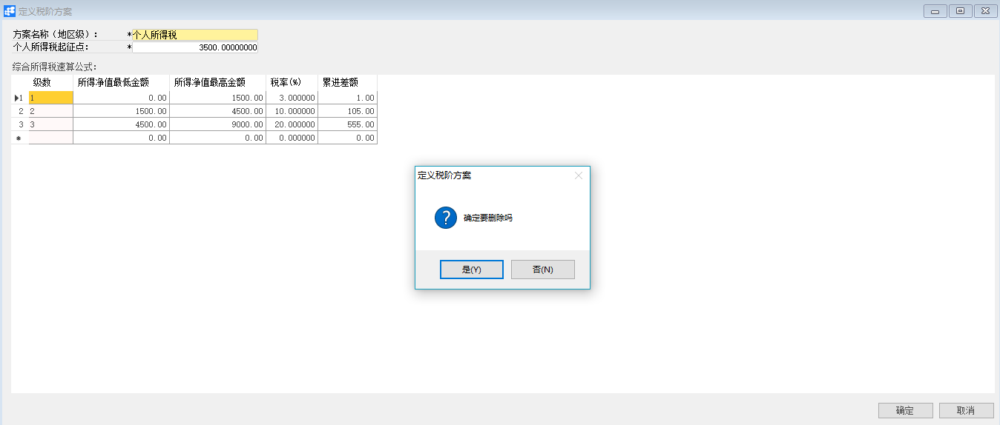 定义税阶方案
方案名称（地区级）： *个人所得税
个人所得税起征点： *3500.00000000
综合所得税速算公式：
级数 所得净值最低金额 所得净值最高金额 税率(%) 累进差额
1 1 0.00 1500.00 3.000000 1.00
2 2 1500.00 4500.00 10.000000 105.00
3 3 4500.00 9000.00 20.000000 555.00
* 0.00 0.00 0.000000 0.00
定义税阶方案
确定要删除吗
是(Y) 否(N)
确定 取消